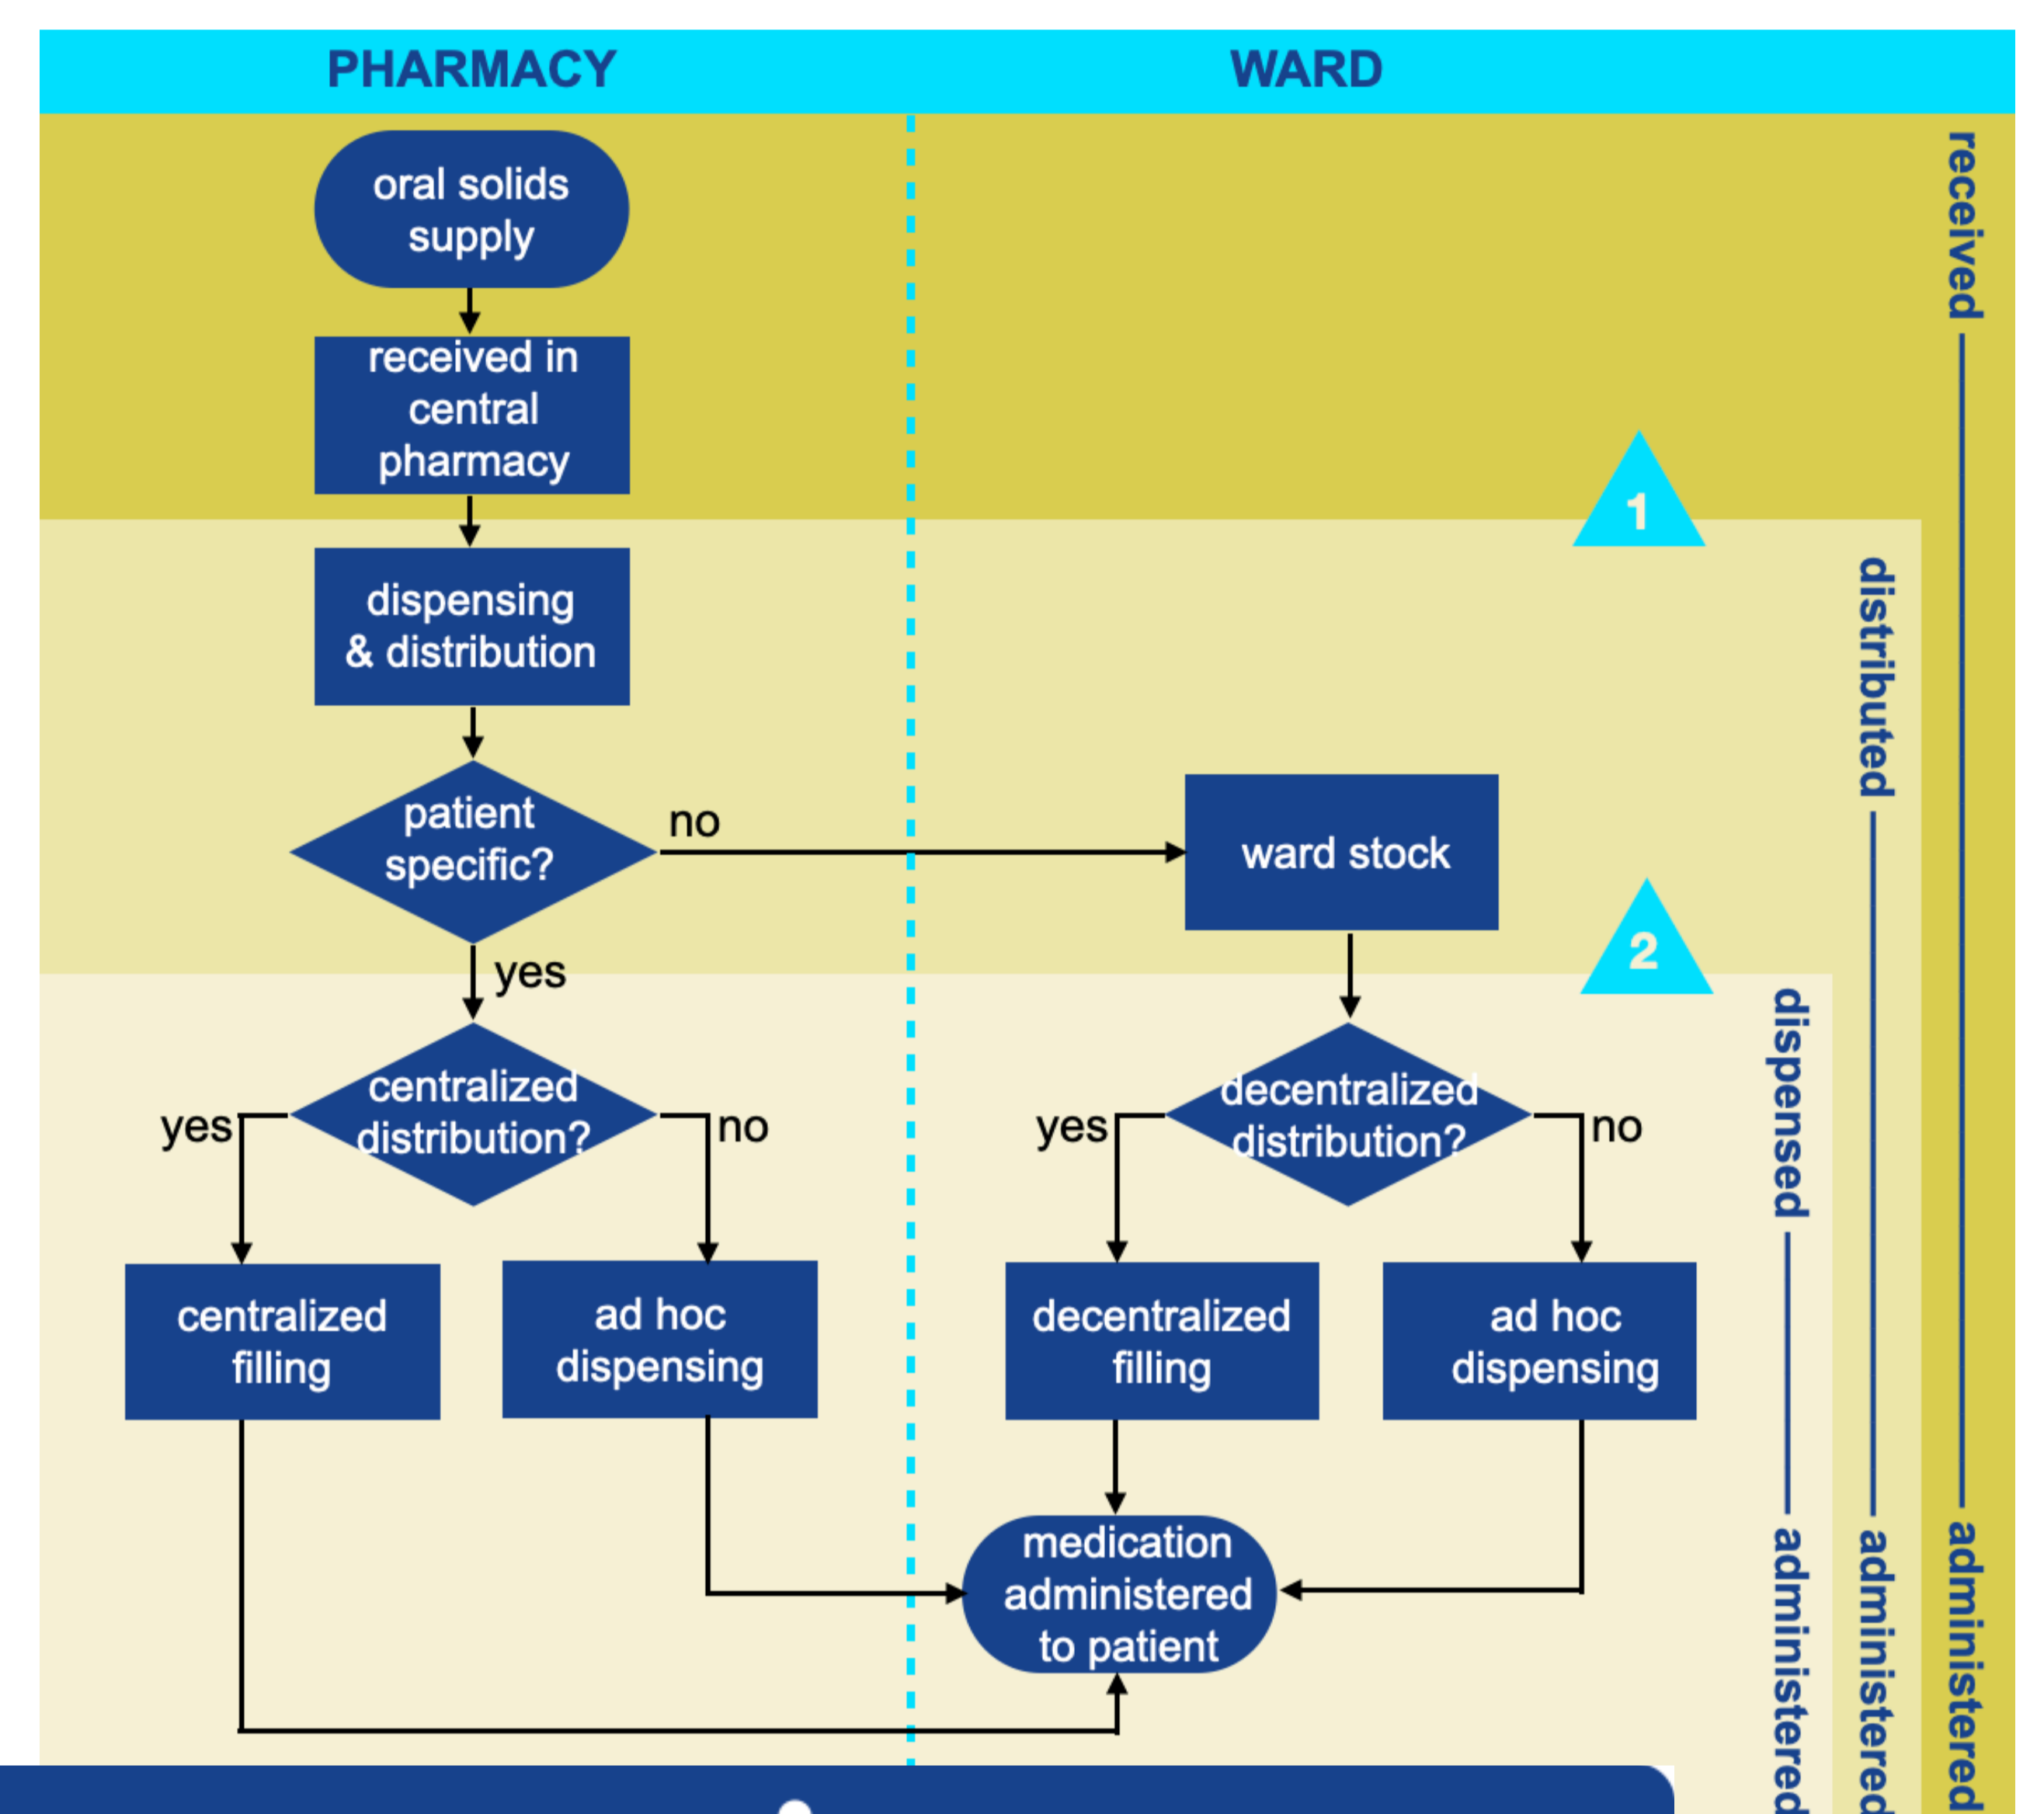 PHARMACY
WARD
oral solids
supply
received in
central
pharmacy
dispensing
& distribution
patient
specific?
no
ward stock
yes
centralized
distribution?
yes
no
decentralized
distribution?
yes
no
centralized
filling
ad hoc
dispensing
decentralized
filling
ad hoc
dispensing
medication
administered
to patient
1
2
dispensed
administered
distributed
administered
received
administered